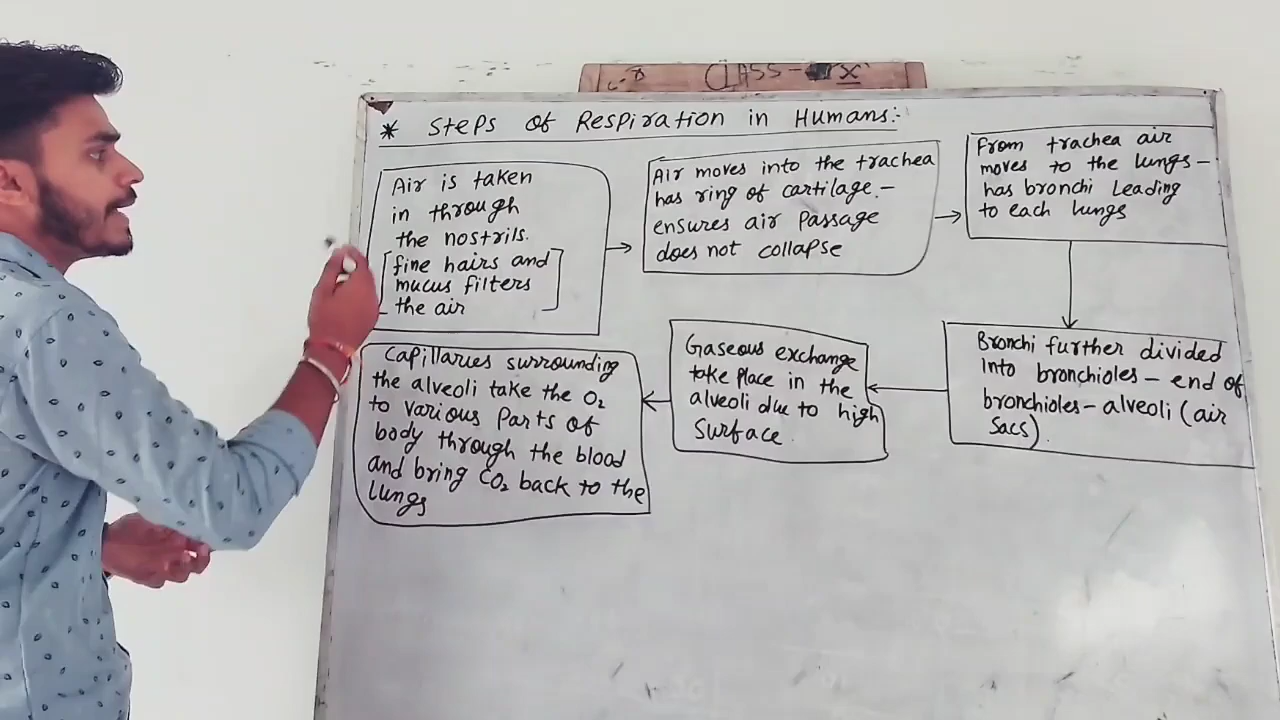 CLASS - X
* Steps of Respiration in Humans:-
Air is taken
in through
the nostrils.
[fine hairs and
mucus filters
the air]
Air moves into the trachea
has ring of cartilage.-
ensures air passage
does not collapse
From trachea air
moves to the lungs -
has bronchi leading
to each lungs
Bronchi further divided
Into bronchioles - end of
bronchioles - alveoli (air
sacs).
Gaseous exchange
take place in the
alveoli due to high
surface.
Capillaries surrounding
the alveoli take the O₂
to various parts of
body through the blood
and bring CO₂ back to the
lungs